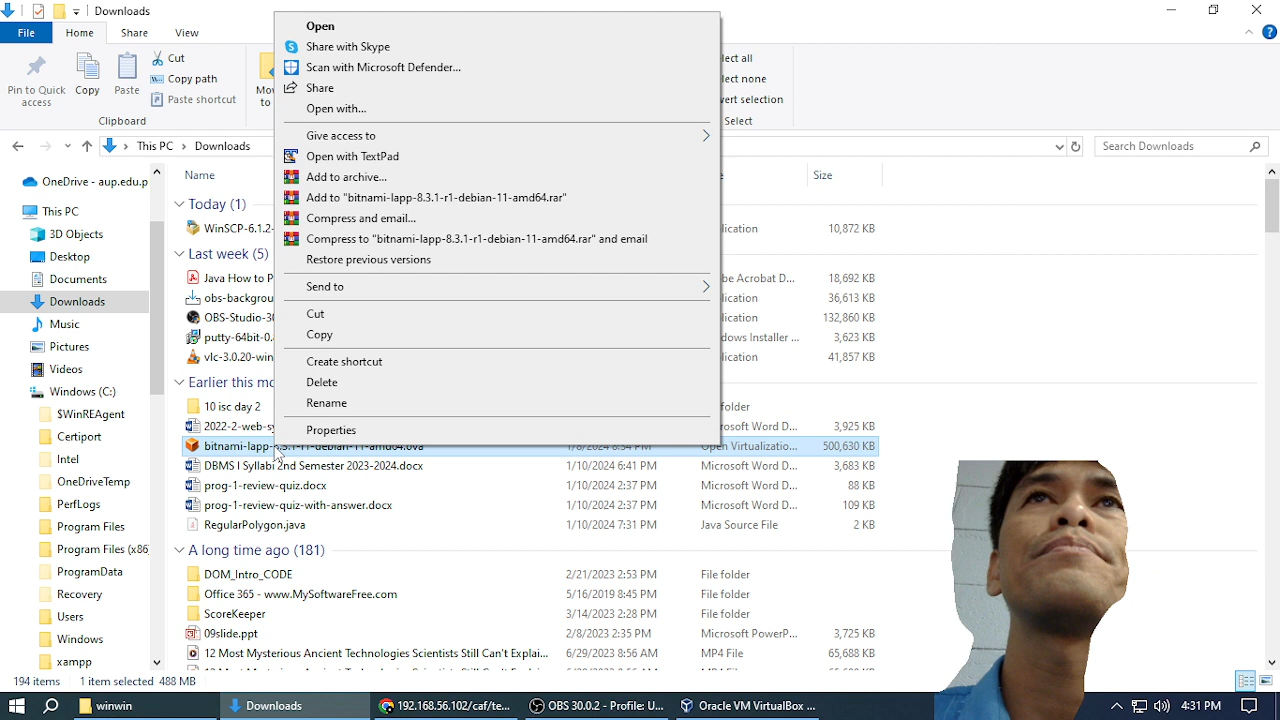 Downloads
File Home Share View
Pin to Quick access
Copy
Paste
Cut
Copy path
Paste shortcut
Clipboard
Select
This PC › Downloads
Search Downloads
OneDrive - aup.edu.p
This PC
3D Objects
Desktop
Documents
Downloads
Music
Pictures
Videos
Windows (C:)
$WinREAgent
Certiport
Intel
OneDriveTemp
PerfLogs
Program Files
Program Files (x86)
ProgramData
Recovery
Users
Windows
xampp
Open
Share with Skype
Scan with Microsoft Defender...
Share
Open with...
Give access to
Open with TextPad
Add to archive...
Add to "bitnami-lapp-8.3.1-r1-debian-11-amd64.rar"
Compress and email...
Compress to "bitnami-lapp-8.3.1-r1-debian-11-amd64.rar" and email
Restore previous versions
Send to
Cut
Copy
Create shortcut
Delete
Rename
Properties
Name Size
Today (1)
WinSCP-6.1.2- 10,872 KB
Last week (5)
Java How to P 18,692 KB
obs-backgrou 36,613 KB
OBS-Studio-30 132,860 KB
putty-64bit-0. dows Installer ... 3,623 KB
vlc-3.0.20-win 41,857 KB
Earlier this mo
10 isc day 2 folder
2022-2-web-sy 3,925 KB
bitnami-lapp-8.3.1-r1-debian-11-amd64.ova 1/8/2024 8:34 PM Open Virtualizatio... 500,630 KB
DBMS I Syllabi 2nd Semester 2023-2024.docx 1/10/2024 6:41 PM Microsoft Word D... 3,683 KB
prog-1-review-quiz.docx 1/10/2024 2:37 PM Microsoft Word D... 88 KB
prog-1-review-quiz-with-answer.docx 1/10/2024 2:37 PM Microsoft Word D... 109 KB
RegularPolygon.java 1/10/2024 7:31 PM Java Source File 2 KB
A long time ago (181)
DOM_Intro_CODE 2/21/2023 2:53 PM File folder
Office 365 - www.MySoftwareFree.com 5/16/2019 8:45 PM File folder
ScoreKeeper 3/14/2023 2:28 PM File folder
09slide.ppt 2/8/2023 2:35 PM Microsoft PowerP... 3,725 KB
12 Most Mysterious Ancient Technologies Scientists Still Can't Explai... 6/29/2023 8:56 AM MP4 File 65,688 KB
194 items 1 item selected 488 MB
winwin
Downloads
192.168.56.102/caf/te...
OBS 30.0.2 - Profile: U...
Oracle VM VirtualBox ...
4:31 PM